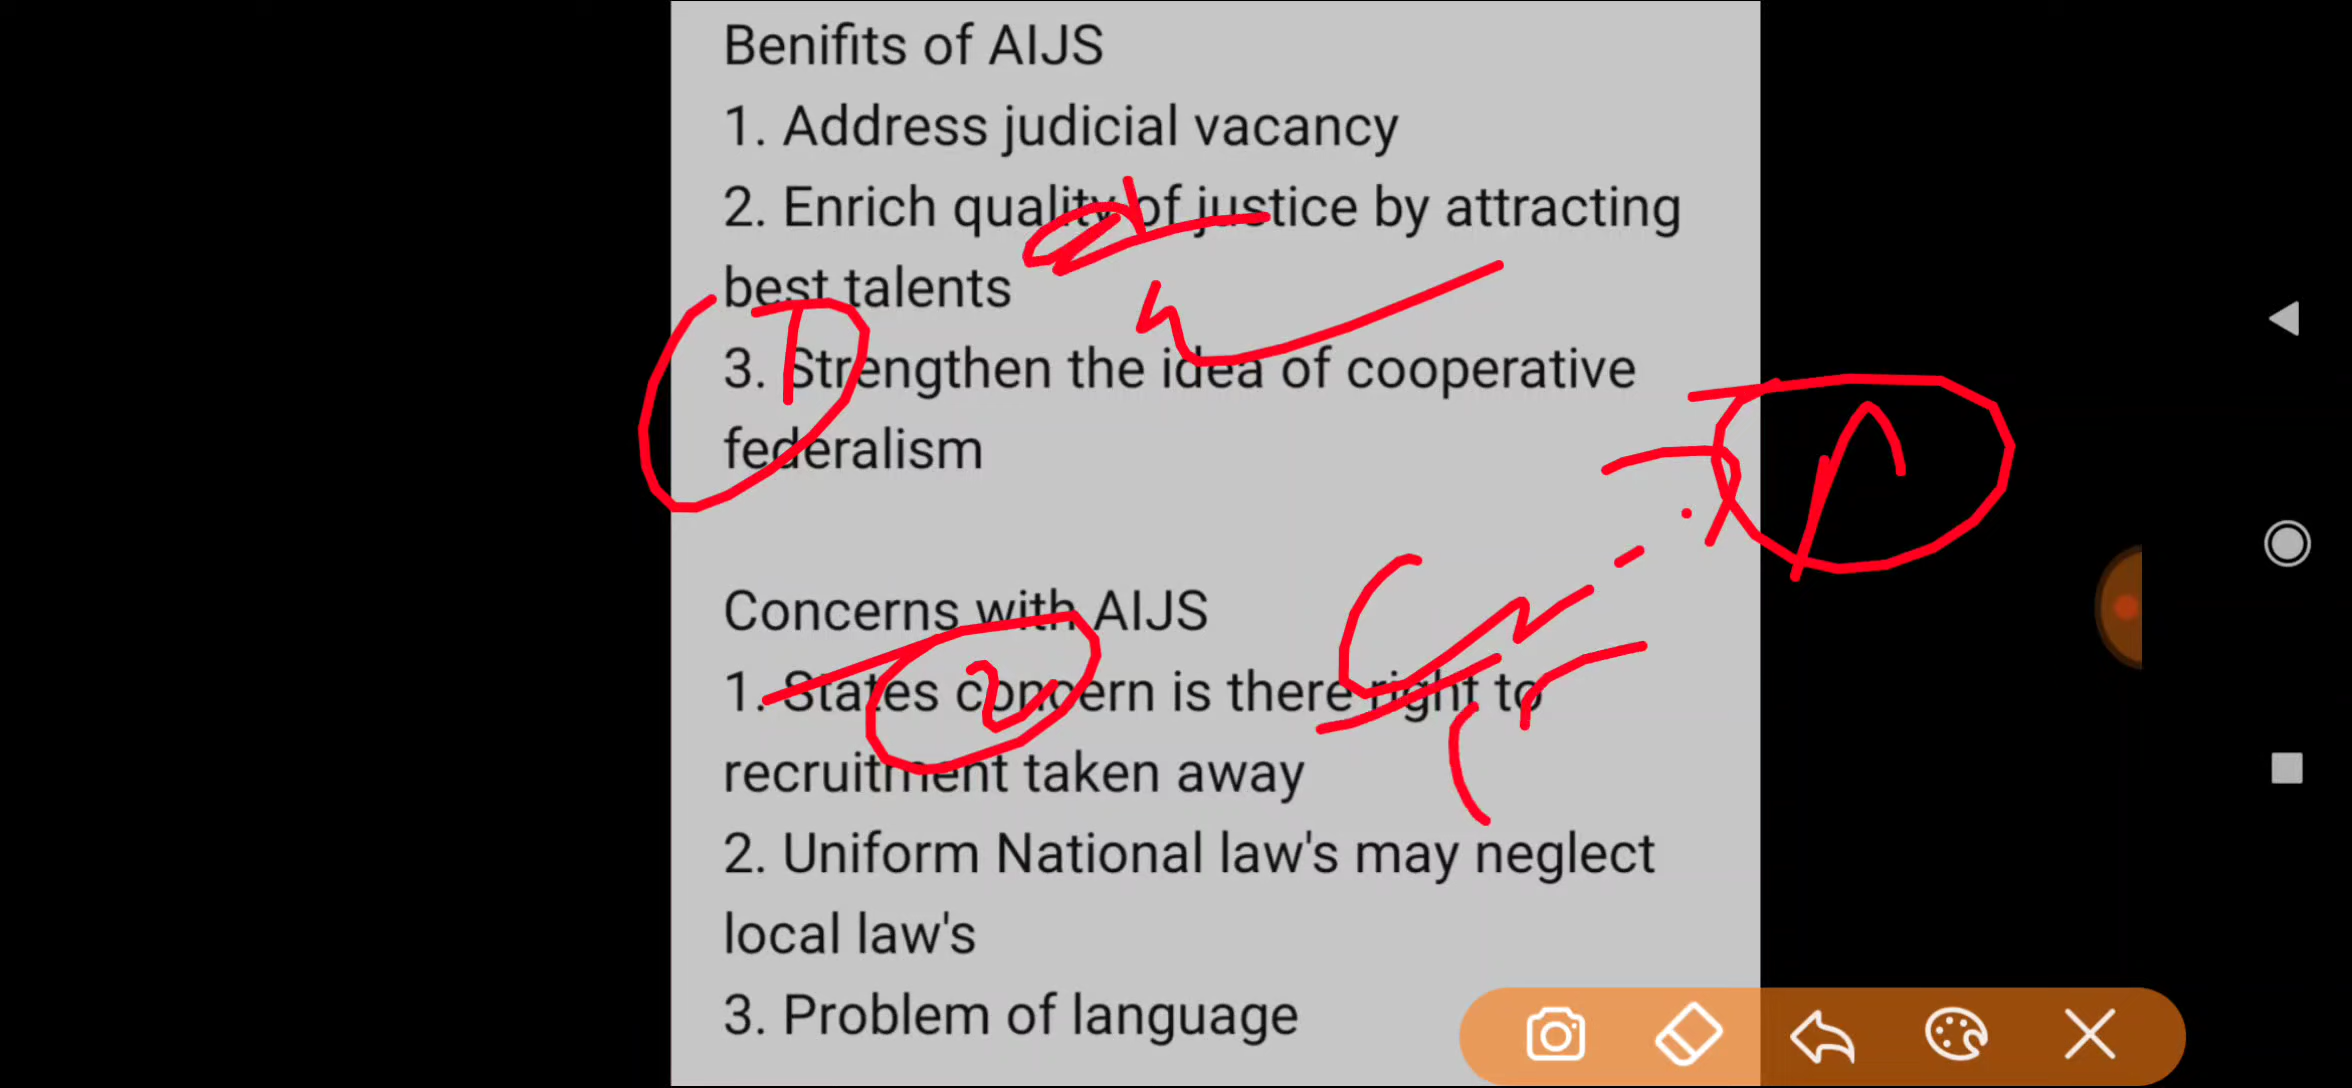 Benifits of AIJS
1. Address judicial vacancy
2. Enrich quality of justice by attracting
best talents
3. Strengthen the idea of cooperative
federalism
Concerns with AIJS
1. States concern is there right to
recruitment taken away
2. Uniform National law's may neglect
local law's
3. Problem of language